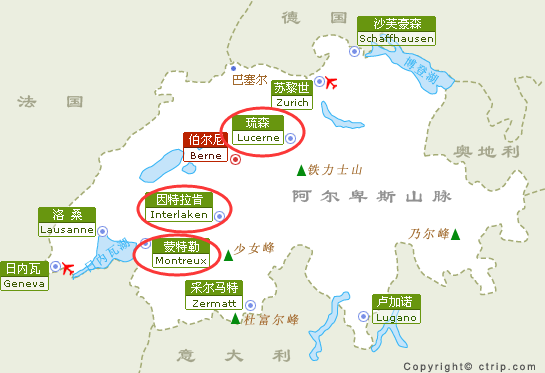 德 国
沙芙豪森
Schaffhausen
博登湖
巴塞尔
苏黎世
Zurich
法 国
琉森
Lucerne
伯尔尼
Berne
奥地利
铁力士山
阿尔卑斯山脉
因特拉肯
Interlaken
洛 桑
Lausanne
乃尔峰
蒙特勒
Montreux
少女峰
日内瓦湖
日内瓦
Geneva
采尔马特
Zermatt
杜富尔峰
卢加诺
Lugano
意 大 利
Copyright© ctrip.com